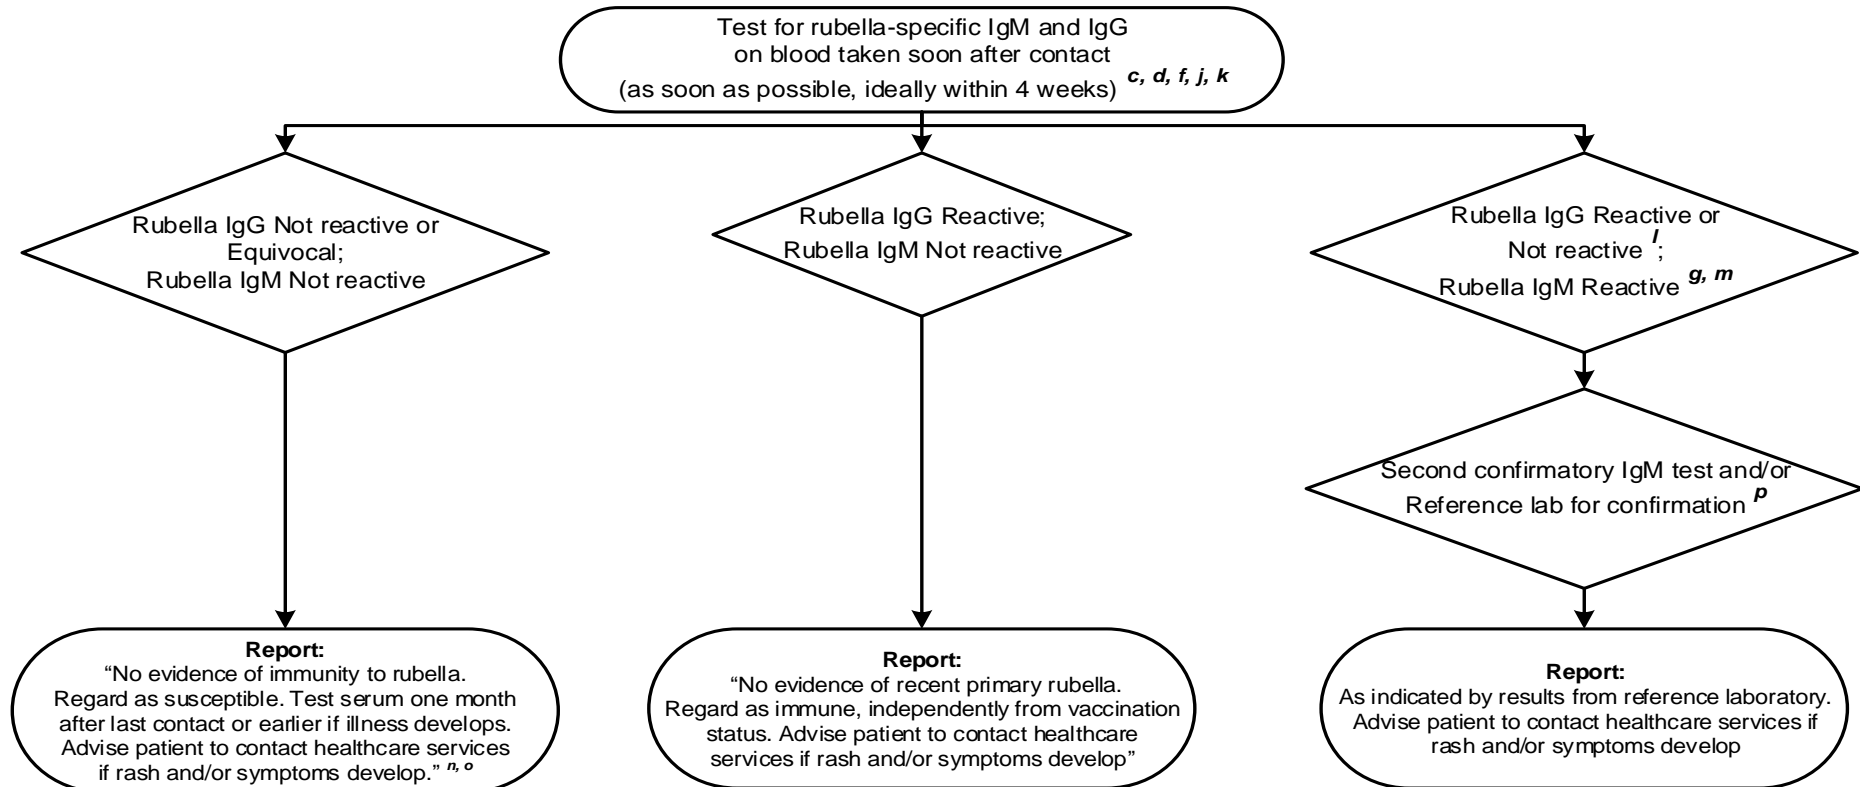 Test for rubella-specific IgM and IgG
on blood taken soon after contact
(as soon as possible, ideally within 4 weeks) c, d, f, j, k
Rubella IgG Not reactive or
Equivocal;
Rubella IgM Not reactive
Rubella IgG Reactive;
Rubella IgM Not reactive
Rubella IgG Reactive or
Not reactive l;
Rubella IgM Reactive g, m
Second confirmatory IgM test and/or
Reference lab for confirmation p
Report:
“No evidence of immunity to rubella.
Regard as susceptible. Test serum one month
after last contact or earlier if illness develops.
Advise patient to contact healthcare services
if rash and/or symptoms develop.” n, o
Report:
“No evidence of recent primary rubella.
Regard as immune, independently from vaccination
status. Advise patient to contact healthcare
services if rash and/or symptoms develop”
Report:
As indicated by results from reference laboratory.
Advise patient to contact healthcare services if
rash and/or symptoms develop